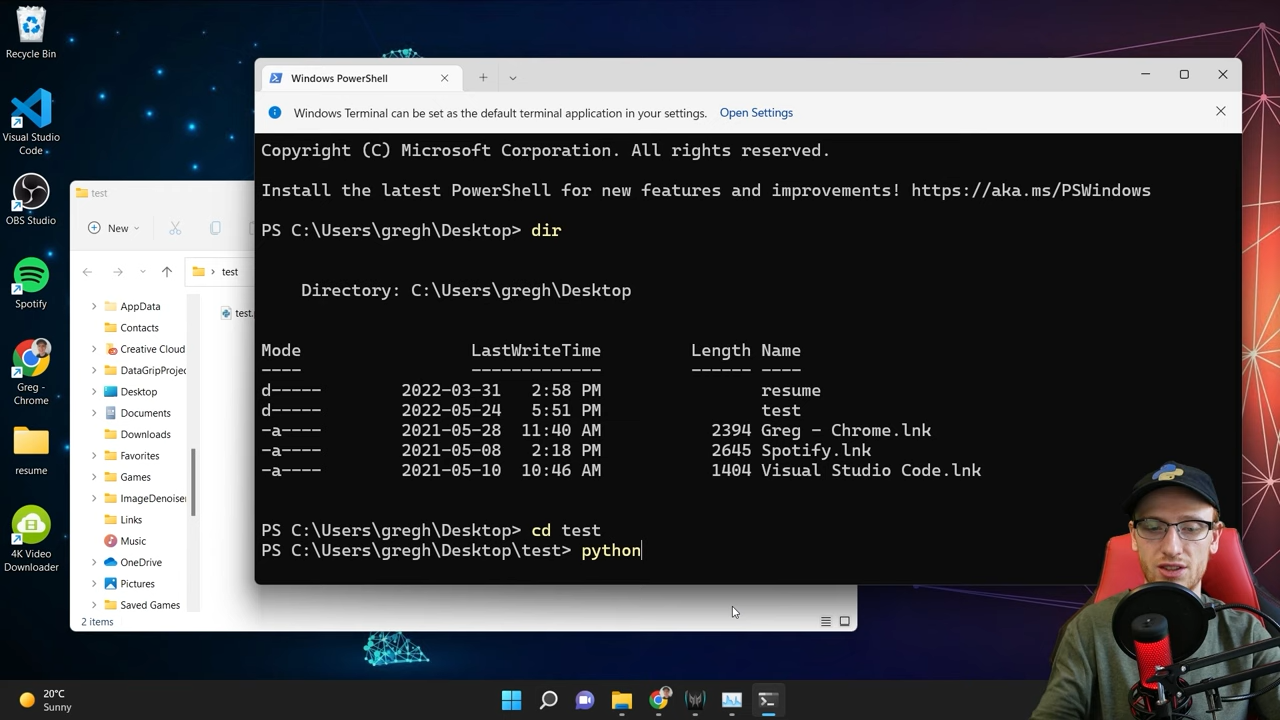 Recycle Bin
Visual Studio
Code
OBS Studio
Spotify
Greg -
Chrome
resume
4K Video
Downloader
test
New
test
AppData
Contacts
Creative Cloud
DataGripProjec
Desktop
Documents
Downloads
Favorites
Games
ImageDenoise
Links
Music
OneDrive
Pictures
Saved Games
test.
2 items
Windows PowerShell
Windows Terminal can be set as the default terminal application in your settings. Open Settings
Copyright (C) Microsoft Corporation. All rights reserved.
Install the latest PowerShell for new features and improvements! https://aka.ms/PSWindows
PS C:\Users\gregh\Desktop> dir
Directory: C:\Users\gregh\Desktop
Mode LastWriteTime Length Name
---- ------------- ------ ----
d----- 2022-03-31 2:58 PM resume
d----- 2022-05-24 5:51 PM test
-a---- 2021-05-28 11:40 AM 2394 Greg - Chrome.lnk
-a---- 2021-05-08 2:18 PM 2645 Spotify.lnk
-a---- 2021-05-10 10:46 AM 1404 Visual Studio Code.lnk
PS C:\Users\gregh\Desktop> cd test
PS C:\Users\gregh\Desktop\test> python
20°C
Sunny